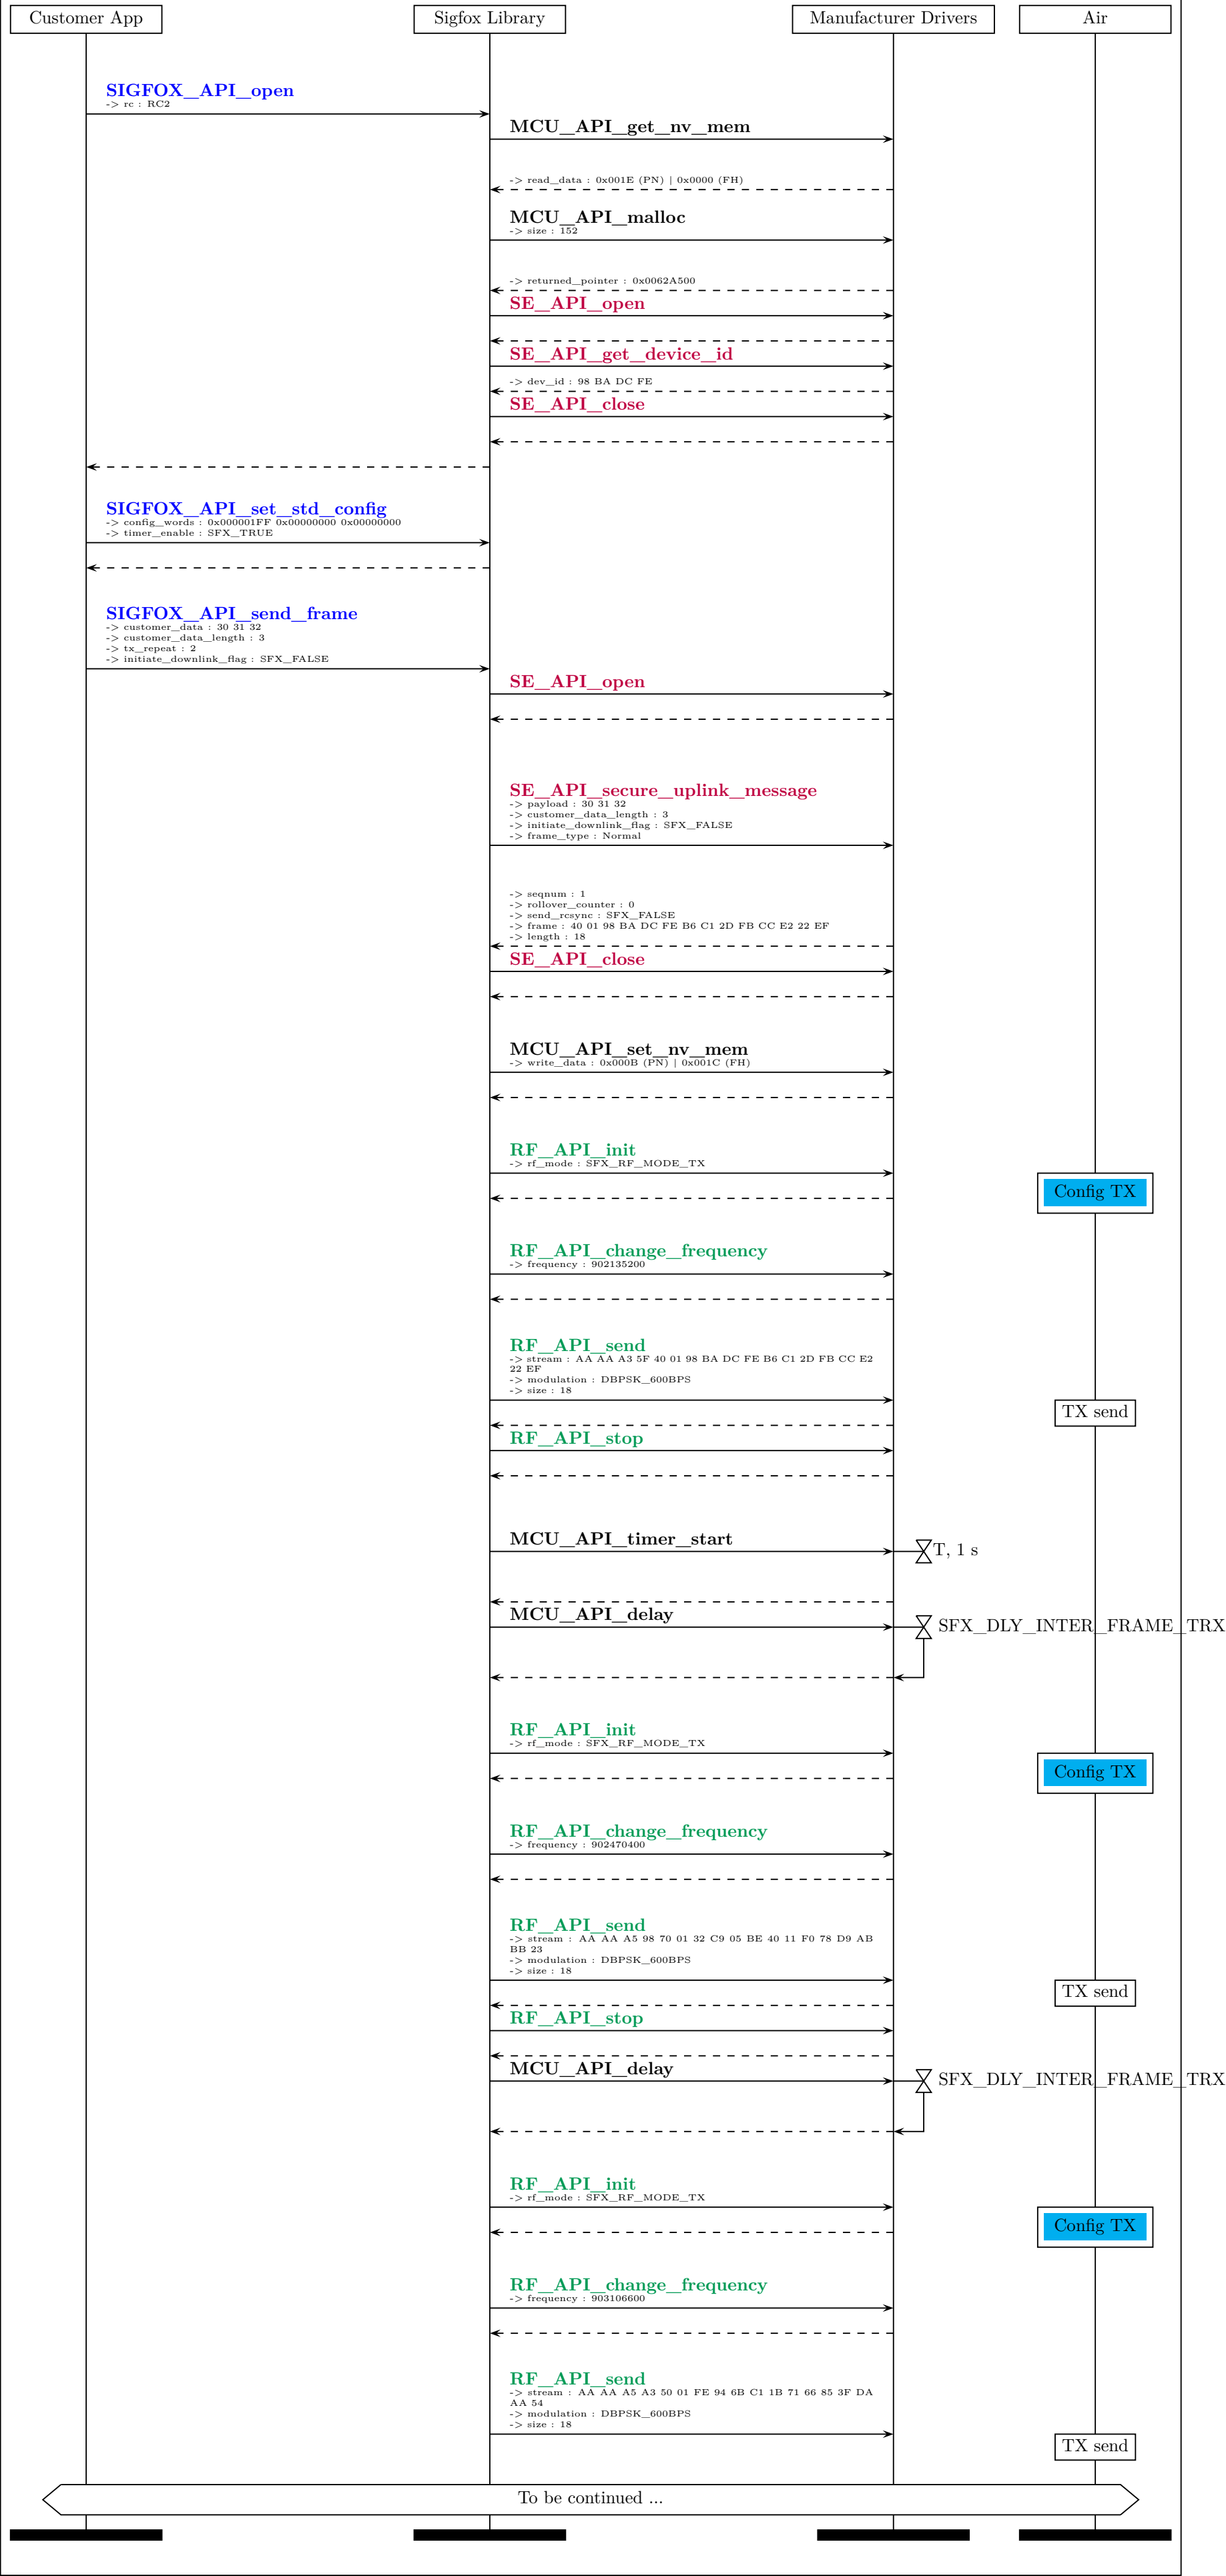 Customer App
Sigfox Library
Manufacturer Drivers
Air
SIGFOX_API_open
-> rc : RC2
MCU_API_get_nv_mem
-> read_data : 0x001E (PN) | 0x0000 (FH)
MCU_API_malloc
-> size : 152
-> returned_pointer : 0x0062A500
SE_API_open
SE_API_get_device_id
-> dev_id : 98 BA DC FE
SE_API_close
SIGFOX_API_set_std_config
-> config_words : 0x000001FF 0x00000000 0x00000000
-> timer_enable : SFX_TRUE
SIGFOX_API_send_frame
-> customer_data : 30 31 32
-> customer_data_length : 3
-> tx_repeat : 2
-> initiate_downlink_flag : SFX_FALSE
SE_API_open
SE_API_secure_uplink_message
-> payload : 30 31 32
-> customer_data_length : 3
-> initiate_downlink_flag : SFX_FALSE
-> frame_type : Normal
-> seqnum : 1
-> rollover_counter : 0
-> send_rcsync : SFX_FALSE
-> frame : 40 01 98 BA DC FE B6 C1 2D FB CC E2 22 EF
-> length : 18
SE_API_close
MCU_API_set_nv_mem
-> write_data : 0x000B (PN) | 0x001C (FH)
RF_API_init
-> rf_mode : SFX_RF_MODE_TX
Config TX
RF_API_change_frequency
-> frequency : 902135200
RF_API_send
-> stream : AA AA A3 5F 40 01 98 BA DC FE B6 C1 2D FB CC E2
22 EF
-> modulation : DBPSK_600BPS
-> size : 18
TX send
RF_API_stop
MCU_API_timer_start
T, 1 s
MCU_API_delay
SFX_DLY_INTER_FRAME_TRX
RF_API_init
-> rf_mode : SFX_RF_MODE_TX
Config TX
RF_API_change_frequency
-> frequency : 902470400
RF_API_send
-> stream : AA AA A5 98 70 01 32 C9 05 BE 40 11 F0 78 D9 AB
BB 23
-> modulation : DBPSK_600BPS
-> size : 18
TX send
RF_API_stop
MCU_API_delay
SFX_DLY_INTER_FRAME_TRX
RF_API_init
-> rf_mode : SFX_RF_MODE_TX
Config TX
RF_API_change_frequency
-> frequency : 903106600
RF_API_send
-> stream : AA AA A5 A3 50 01 FE 94 6B C1 1B 71 66 85 3F DA
AA 54
-> modulation : DBPSK_600BPS
-> size : 18
TX send
To be continued ...